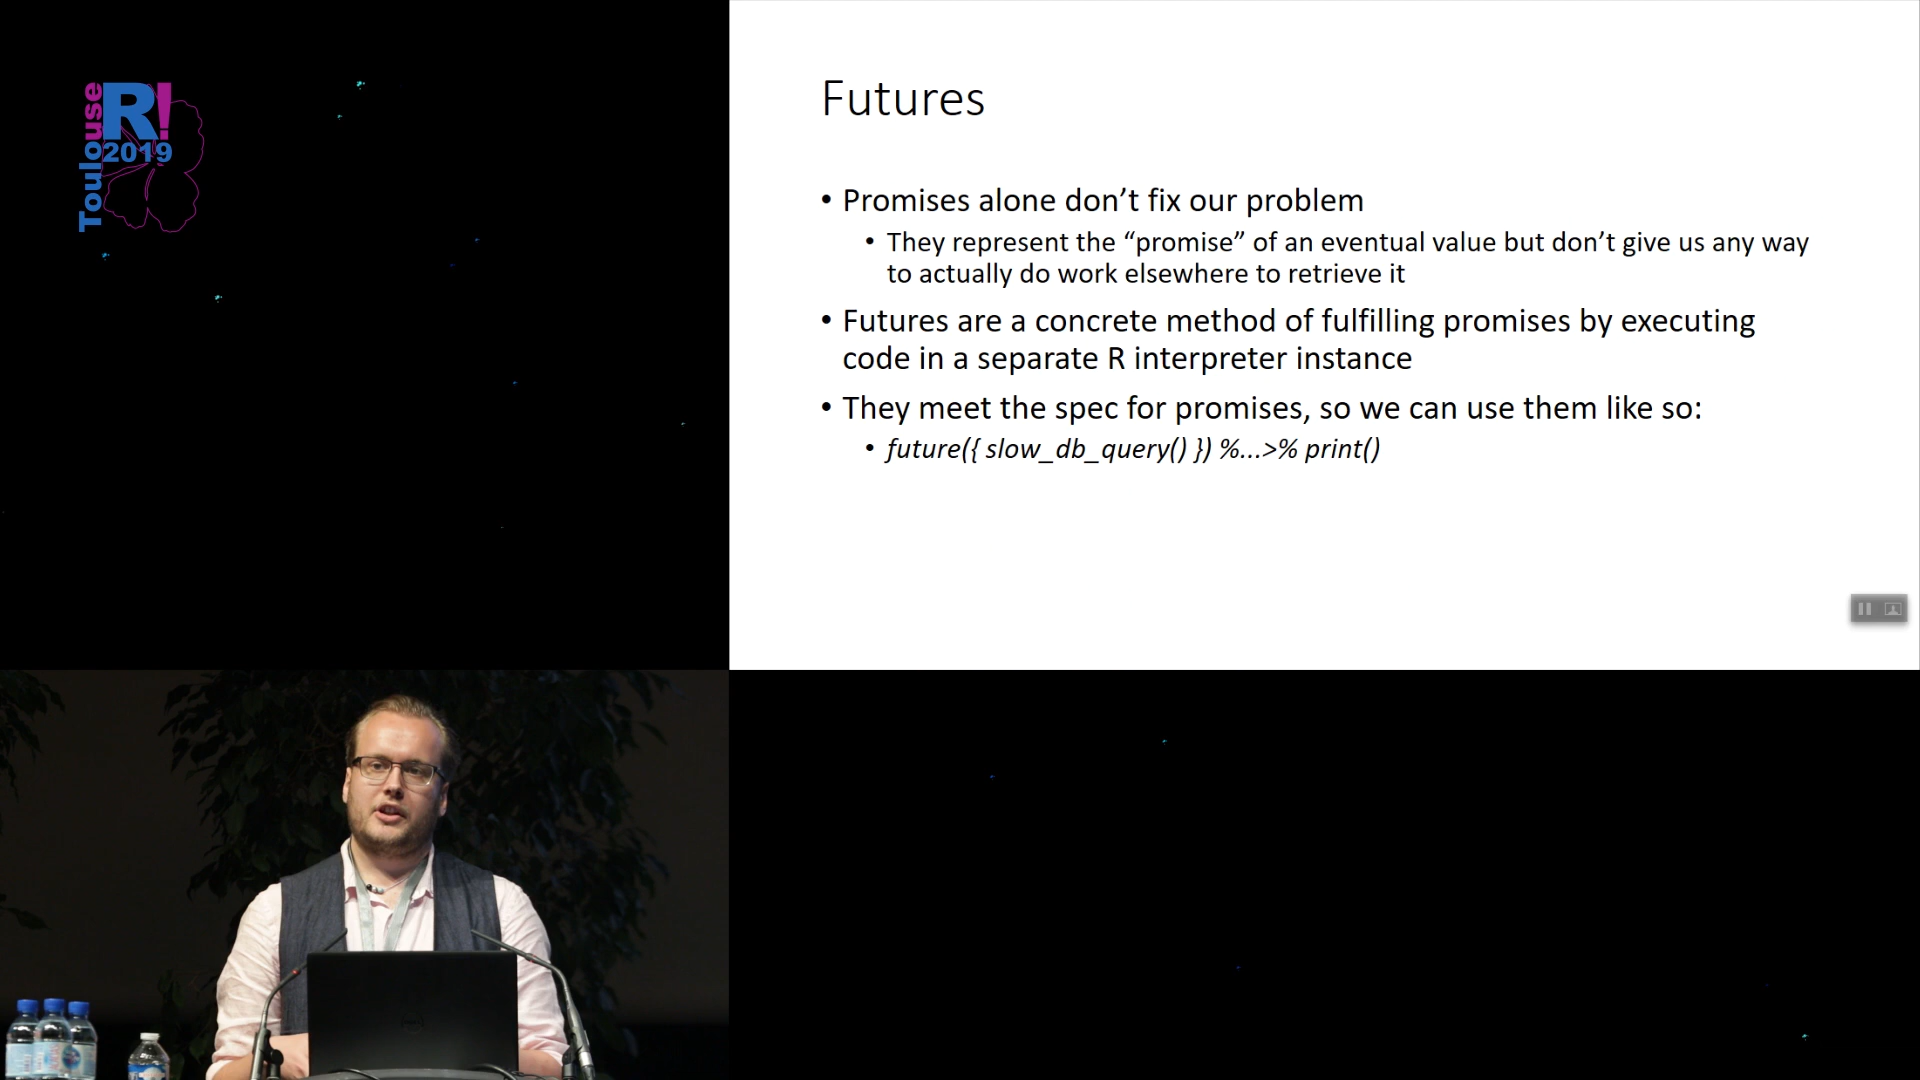 Toulouse
R!
2019
Futures
• Promises alone don’t fix our problem
• They represent the “promise” of an eventual value but don’t give us any way
to actually do work elsewhere to retrieve it
• Futures are a concrete method of fulfilling promises by executing
code in a separate R interpreter instance
• They meet the spec for promises, so we can use them like so:
• future({ slow_db_query() }) %...>% print()